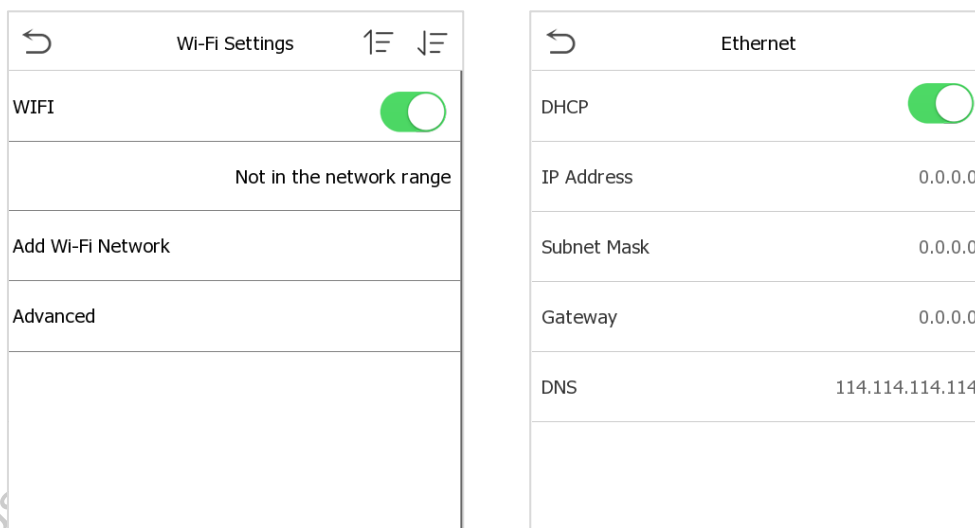 Wi-Fi Settings
WIFI
Not in the network range
Add Wi-Fi Network
Advanced
Ethernet
DHCP
IP Address 0.0.0.0
Subnet Mask 0.0.0.0
Gateway 0.0.0.0
DNS 114.114.114.114